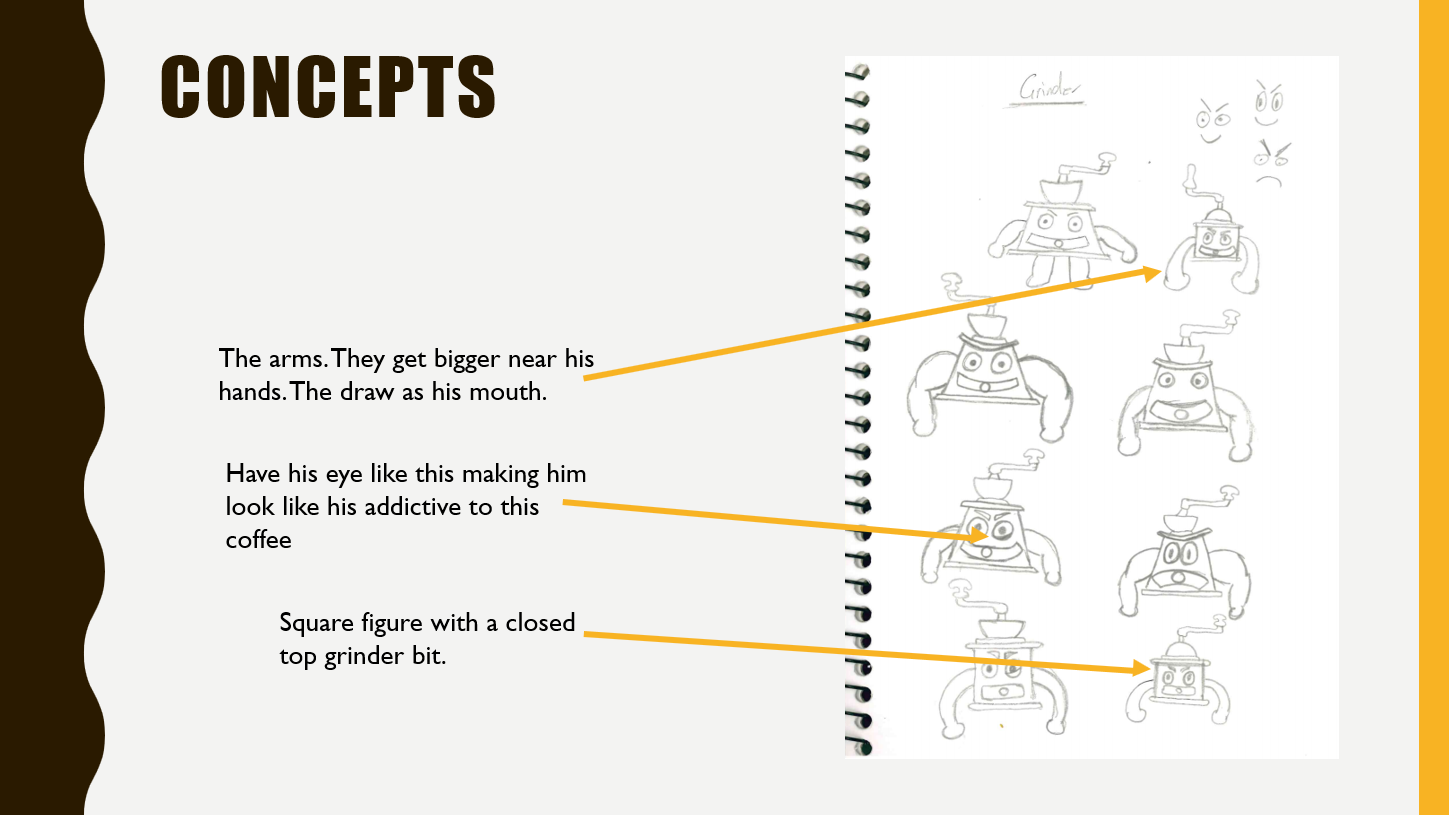 CONCEPTS
Grinder
The arms. They get bigger near his
hands. The draw as his mouth.
Have his eye like this making him
look like his addictive to this
coffee
Square figure with a closed
top grinder bit.